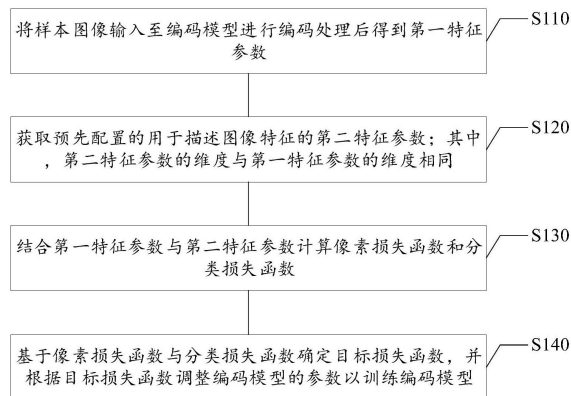 将样本图像输入至编码模型进行编码处理后得到第一特征
参数
S110
获取预先配置的用于描述图像特征的第二特征参数；其中
，第二特征参数的维度与第一特征参数的维度相同
S120
结合第一特征参数与第二特征参数计算像素损失函数和分
类损失函数
S130
基于像素损失函数与分类损失函数确定目标损失函数，并
根据目标损失函数调整编码模型的参数以训练编码模型
S140